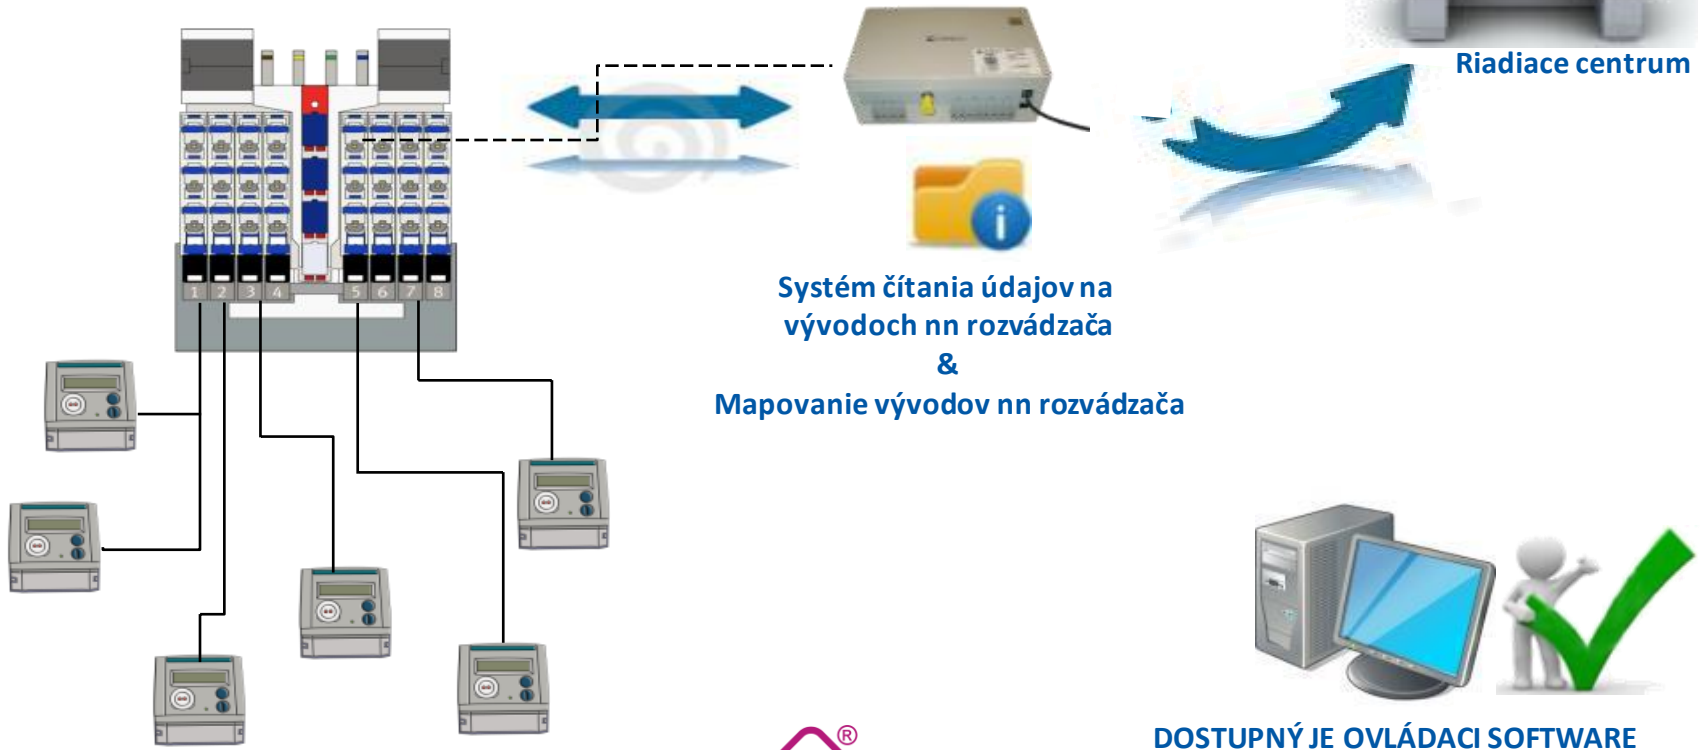 Riadiace centrum
Systém čítania údajov na
vývodoch nn rozvádzača
&
Mapovanie vývodov nn rozvádzača
1 2 3 4 5 6 7 8
®
DOSTUPNÝ JE OVLÁDACI SOFTWARE